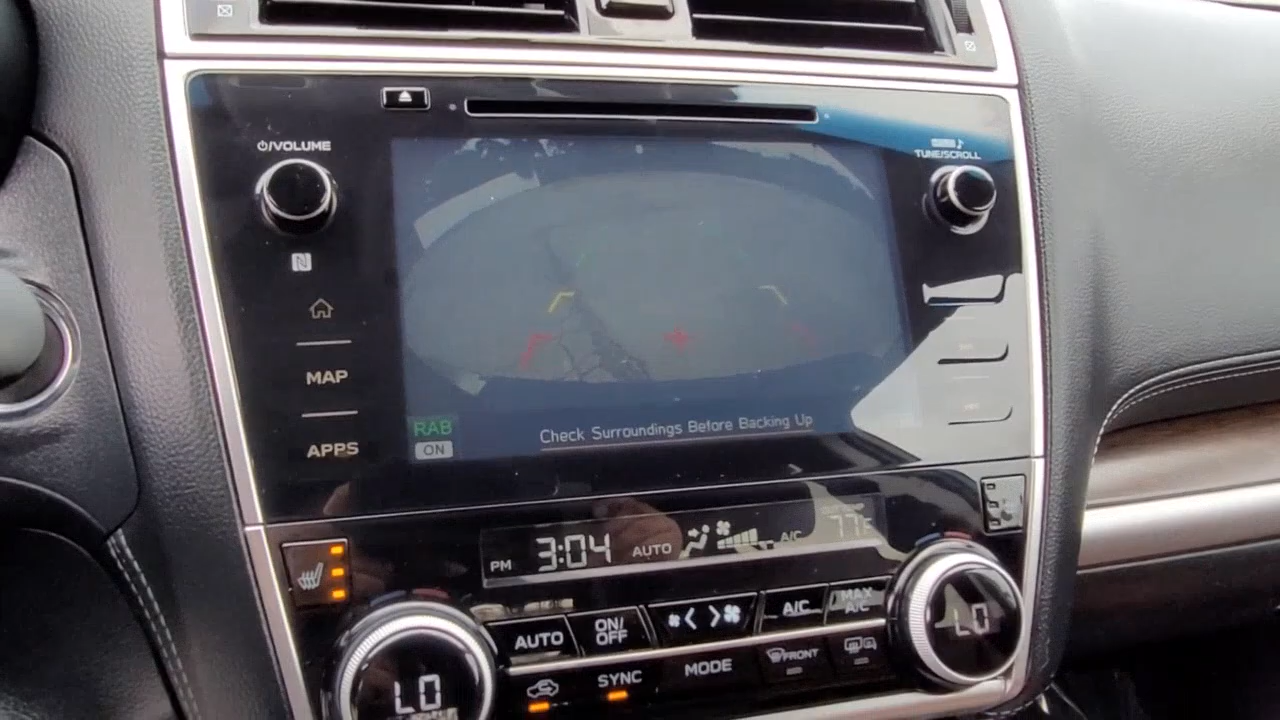 VOLUME
TUNE/SCROLL
MAP
APPS
RAB
ON
Check Surroundings Before Backing Up
PM 3:04 AUTO A/C 77F
AUTO
ON/
OFF
A/C
MAX
A/C
LO
SYNC
MODE
FRONT
LO